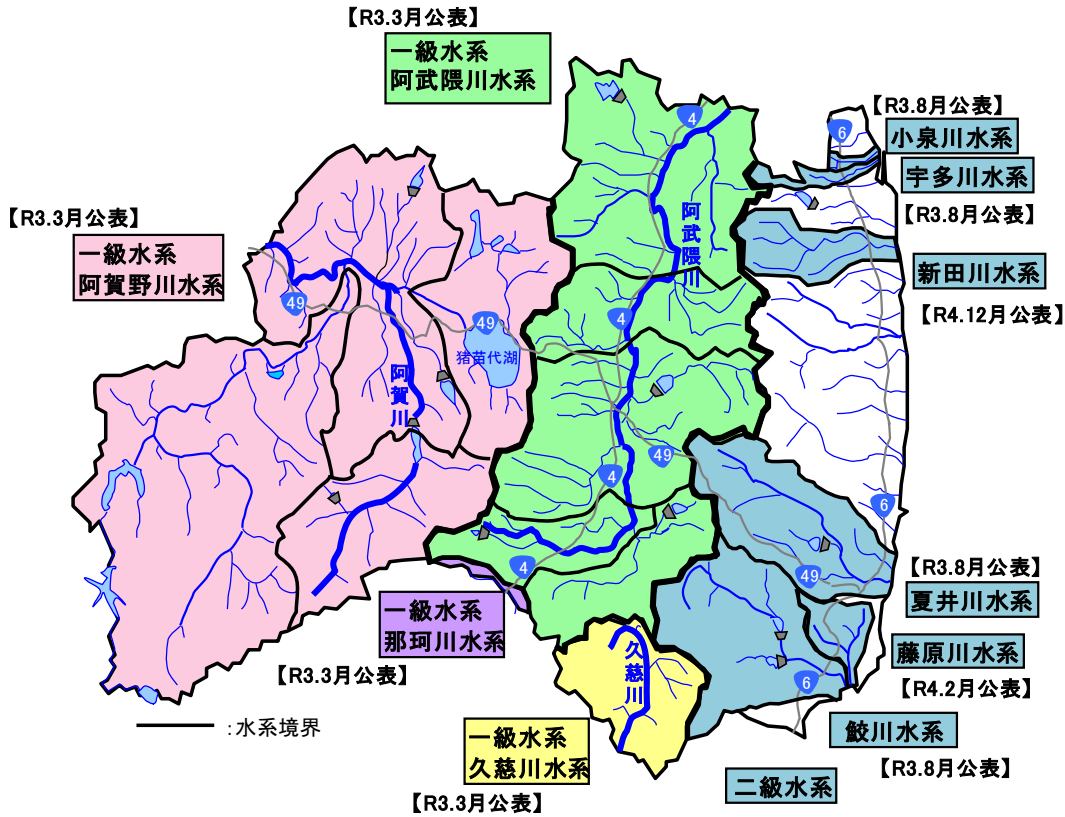 【R3.3月公表】
一級水系
阿武隈川水系
【R3.8月公表】
小泉川水系
宇多川水系
【R3.8月公表】
【R3.3月公表】
一級水系
阿賀野川水系
新田川水系
【R4.12月公表】
阿武隈川
阿賀川
猪苗代湖
久慈川
4
6
49
49
4
49
4
6
4
49
6
【R3.8月公表】
夏井川水系
一級水系
那珂川水系
【R3.3月公表】
藤原川水系
【R4.2月公表】
:水系境界
一級水系
久慈川水系
【R3.3月公表】
鮫川水系
【R3.8月公表】
二級水系